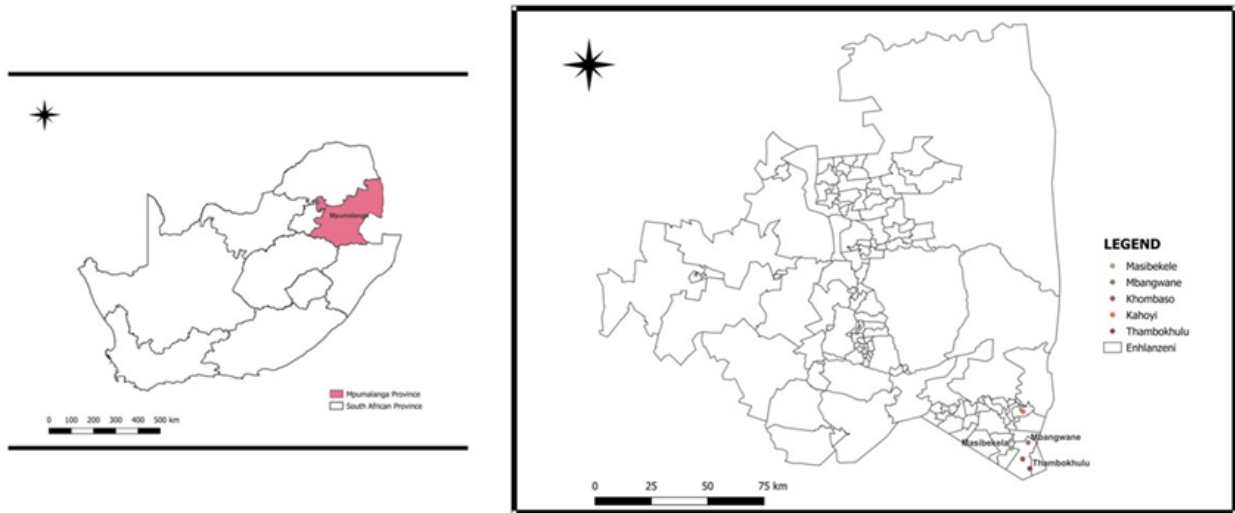 Mpumalanga
Mpumalanga Province
South African Province
0 100 200 300 400 500 km
LEGEND
Masibekele
Mbangwane
Khombaso
Kahoyi
Thambokhulu
Enhlanzeni
Mbangwane
Masibekela
Thambokhulu
0 25 50 75 km